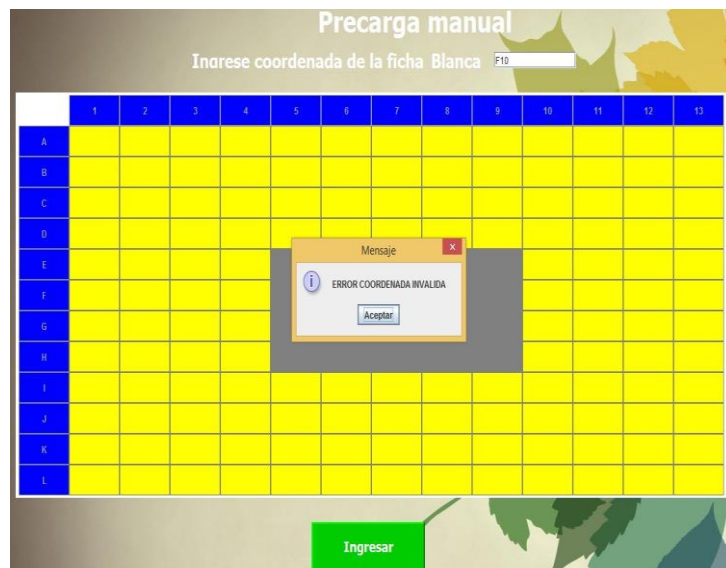 Precarga manual
Ingrese coordenada de la ficha Blanca F10
1 2 3 4 5 6 7 8 9 10 11 12 13
A
B
C
D
Mensaje x
E
ERROR COORDENADA INVALIDA
F
Aceptar
G
H
I
J
K
L
Ingresar